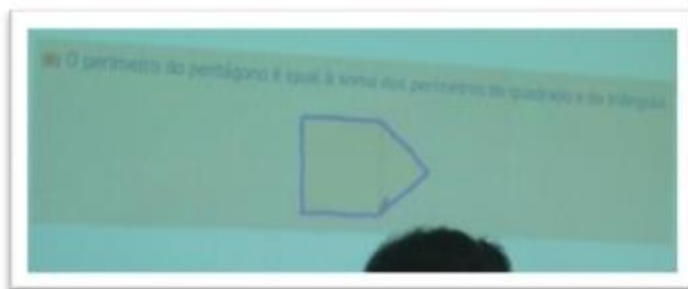 O perímetro do pentágono é igual à soma dos perímetros do quadrado e do triângulo.